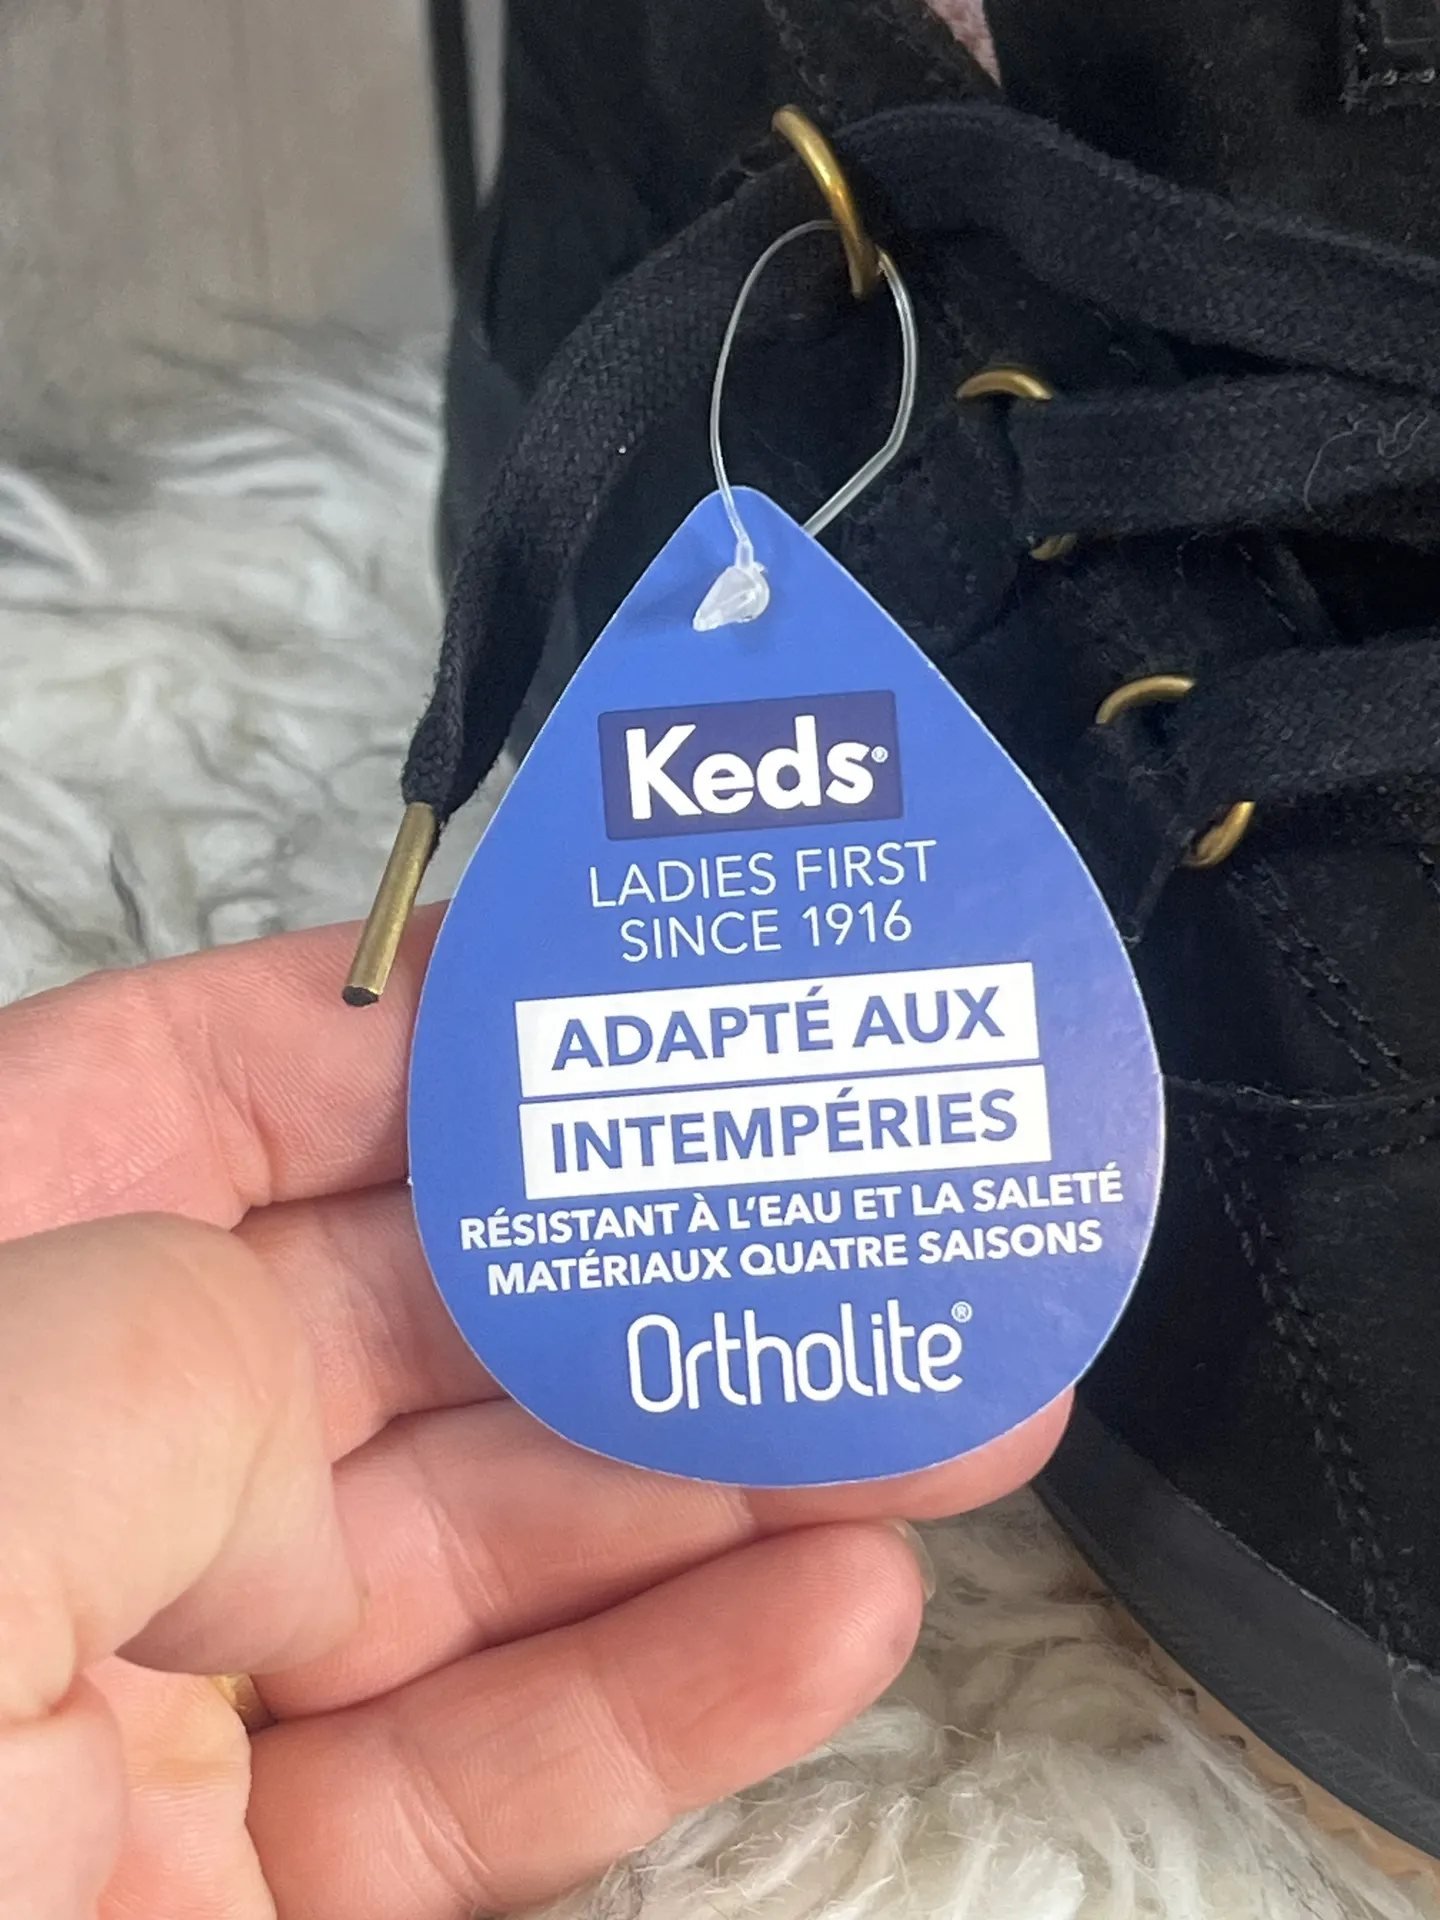 Keds®
LADIES FIRST
SINCE 1916
ADAPTÉ AUX
INTEMPÉRIES
RÉSISTANT À L'EAU ET LA SALETÉ
MATÉRIAUX QUATRE SAISONS
Ortholite®